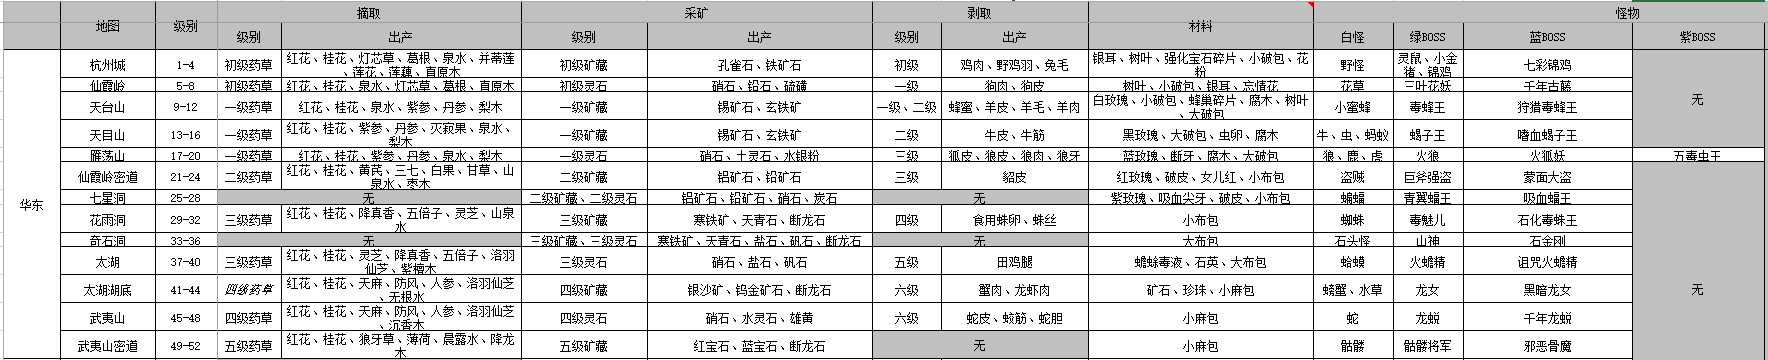 地图 级别 摘取 采矿 剥取 材料 怪物
级别 出产 级别 出产 级别 出产 白怪 绿BOSS 蓝BOSS 紫BOSS
华东
杭州城 1-4 初级药草 红花、桂花、灯芯草、葛根、泉水、并蒂莲、莲花、莲藕、直原木 初级矿藏 孔雀石、铁矿石 初级 鸡肉、野鸡羽、兔毛 银耳、树叶、强化宝石碎片、小破包、花粉 野怪 灵鼠、小金猪、锦鸡 七彩锦鸡 无
仙霞岭 5-8 初级药草 红花、桂花、泉水、灯芯草、葛根、直原木 初级灵石 硝石、铅石、硫磺 一级 狗肉、狗皮 树叶、小破包、银耳、忘情花 花草 三叶花妖 千年古藤
天台山 9-12 一级药草 红花、桂花、泉水、紫参、丹参、梨木 一级矿藏 锡矿石、玄铁矿 一级、二级 蜂蜜、羊皮、羊毛、羊肉 白玫瑰、小破包、蜂巢碎片、腐木、树叶、大破包 小蜜蜂 毒蜂王 狩猎毒蜂王
天目山 13-16 一级药草 红花、桂花、紫参、丹参、灭寂果、泉水、梨木 一级矿藏 锡矿石、玄铁矿 二级 牛皮、牛筋 黑玫瑰、大破包、虫卵、腐木 牛、虫、蚂蚁 蝎子王 嗜血蝎子王
雁荡山 17-20 一级药草 红花、桂花、紫参、丹参、泉水、梨木 一级灵石 硝石、土灵石、水银粉 三级 狐皮、狼皮、狼肉、狼牙 蓝玫瑰、断牙、腐木、大破包 狼、鹿、虎 火狼 火狐妖 五毒虫王
仙霞岭密道 21-24 二级药草 红花、桂花、黄芪、三七、白果、甘草、山泉水、枣木 二级矿藏 铝矿石、铅矿石 三级 貂皮 红玫瑰、破皮、女儿红、小布包 盗贼 巨斧强盗 蒙面大盗 无
七星洞 25-28 无 二级矿藏、二级灵石 铝矿石、铅矿石、硝石、炭石 无 紫玫瑰、吸血尖牙、破皮、小布包 蝙蝠 青翼蝠王 吸血蝠王
花雨洞 29-32 三级药草 红花、桂花、降真香、五倍子、灵芝、山泉水 三级矿藏 寒铁矿、天青石、断龙石 四级 食用蛛卵、蛛丝 小布包 蜘蛛 毒魅儿 石化毒蛛王
奇石洞 33-36 无 三级矿藏、三级灵石 寒铁矿、天青石、盐石、矾石、断龙石 无 大布包 石头怪 山神 石金刚
太湖 37-40 三级药草 红花、桂花、灵芝、降真香、五倍子、洛羽仙芝、紫檀木 三级灵石 硝石、盐石、矾石 五级 田鸡腿 蟾蜍毒液、石英、大布包 蛤蟆 火蟾精 诅咒火蟾精
太湖湖底 41-44 四级药草 红花、桂花、天麻、防风、人参、洛羽仙芝、无根水 四级矿藏 银沙矿、钨金矿石、断龙石 六级 蟹肉、龙虾肉 矿石、珍珠、小麻包 螃蟹、水草 龙女 黑暗龙女
武夷山 45-48 四级药草 红花、桂花、天麻、防风、人参、洛羽仙芝、沉香木 四级灵石 硝石、水灵石、雄黄 六级 蛇皮、蛟筋、蛇胆 小麻包 蛇 龙蜕 千年龙蜕
武夷山密道 49-52 五级药草 红花、桂花、狼牙草、薄荷、晨露水、降龙木 五级矿藏 红宝石、蓝宝石、断龙石 无 小麻包 骷髅 骷髅将军 邪恶骨魔